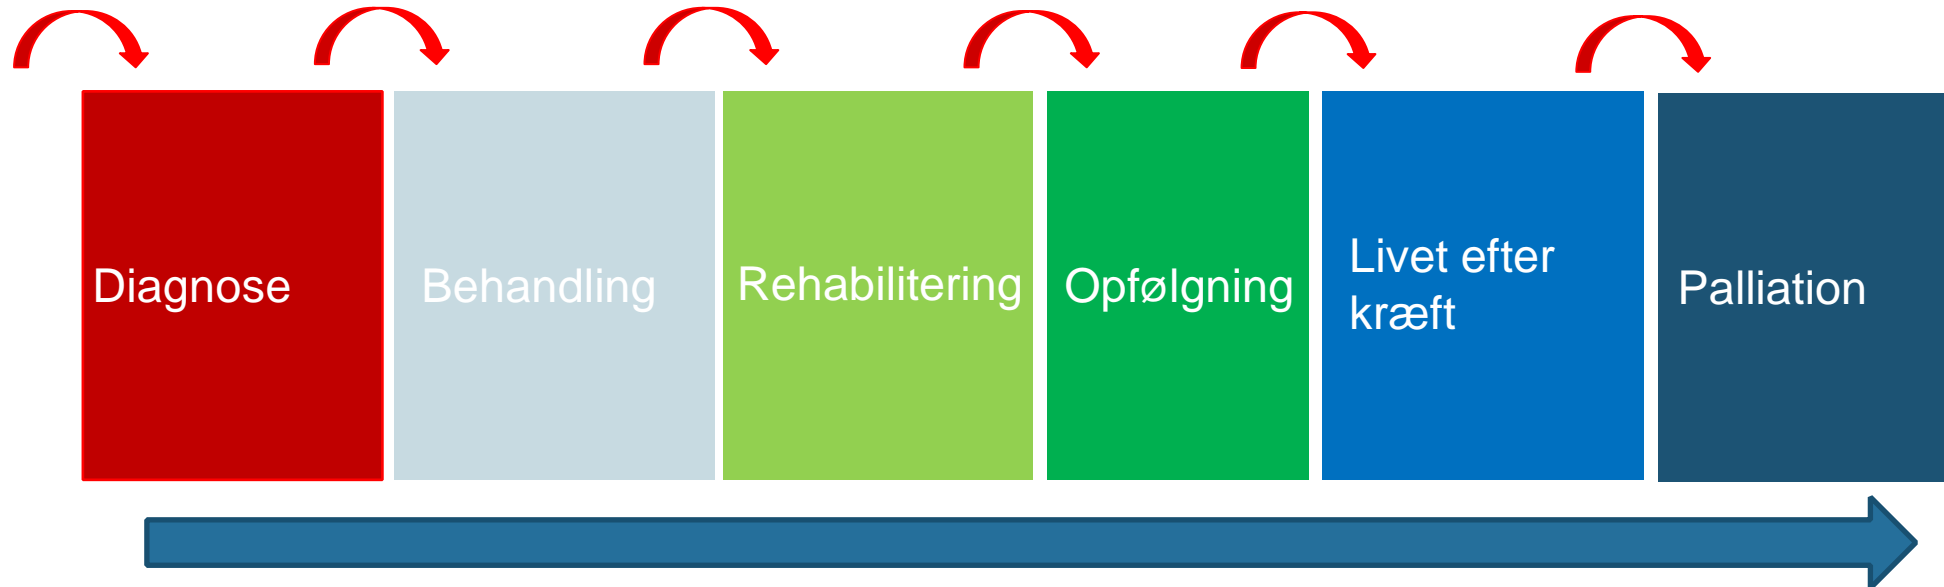 Diagnose
Behandling
Rehabilitering
Opfølgning
Livet efter
kræft
Palliation